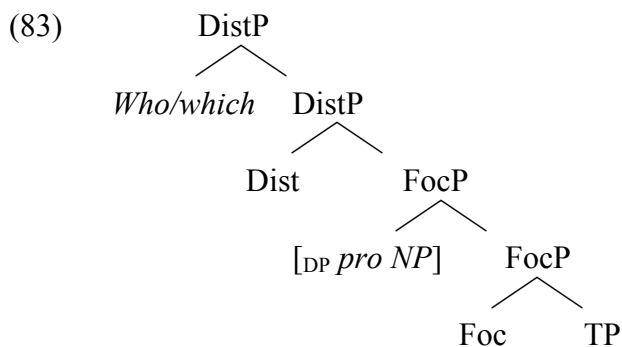 (83) DistP
Who/which DistP
Dist FocP
[DP pro NP] FocP
Foc TP